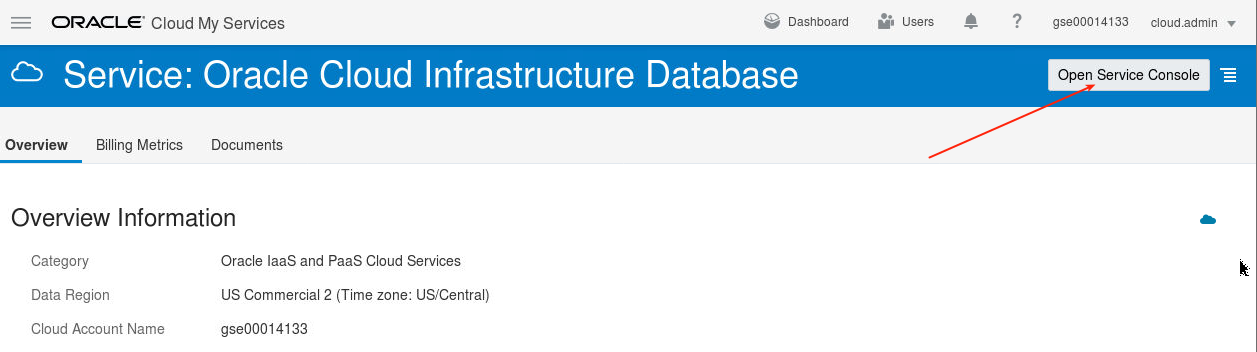 ORACLE Cloud My Services Dashboard Users ? gse00014133 cloud.admin
Service: Oracle Cloud Infrastructure Database Open Service Console
Overview Billing Metrics Documents
Overview Information
Category Oracle IaaS and PaaS Cloud Services
Data Region US Commercial 2 (Time zone: US/Central)
Cloud Account Name gse00014133